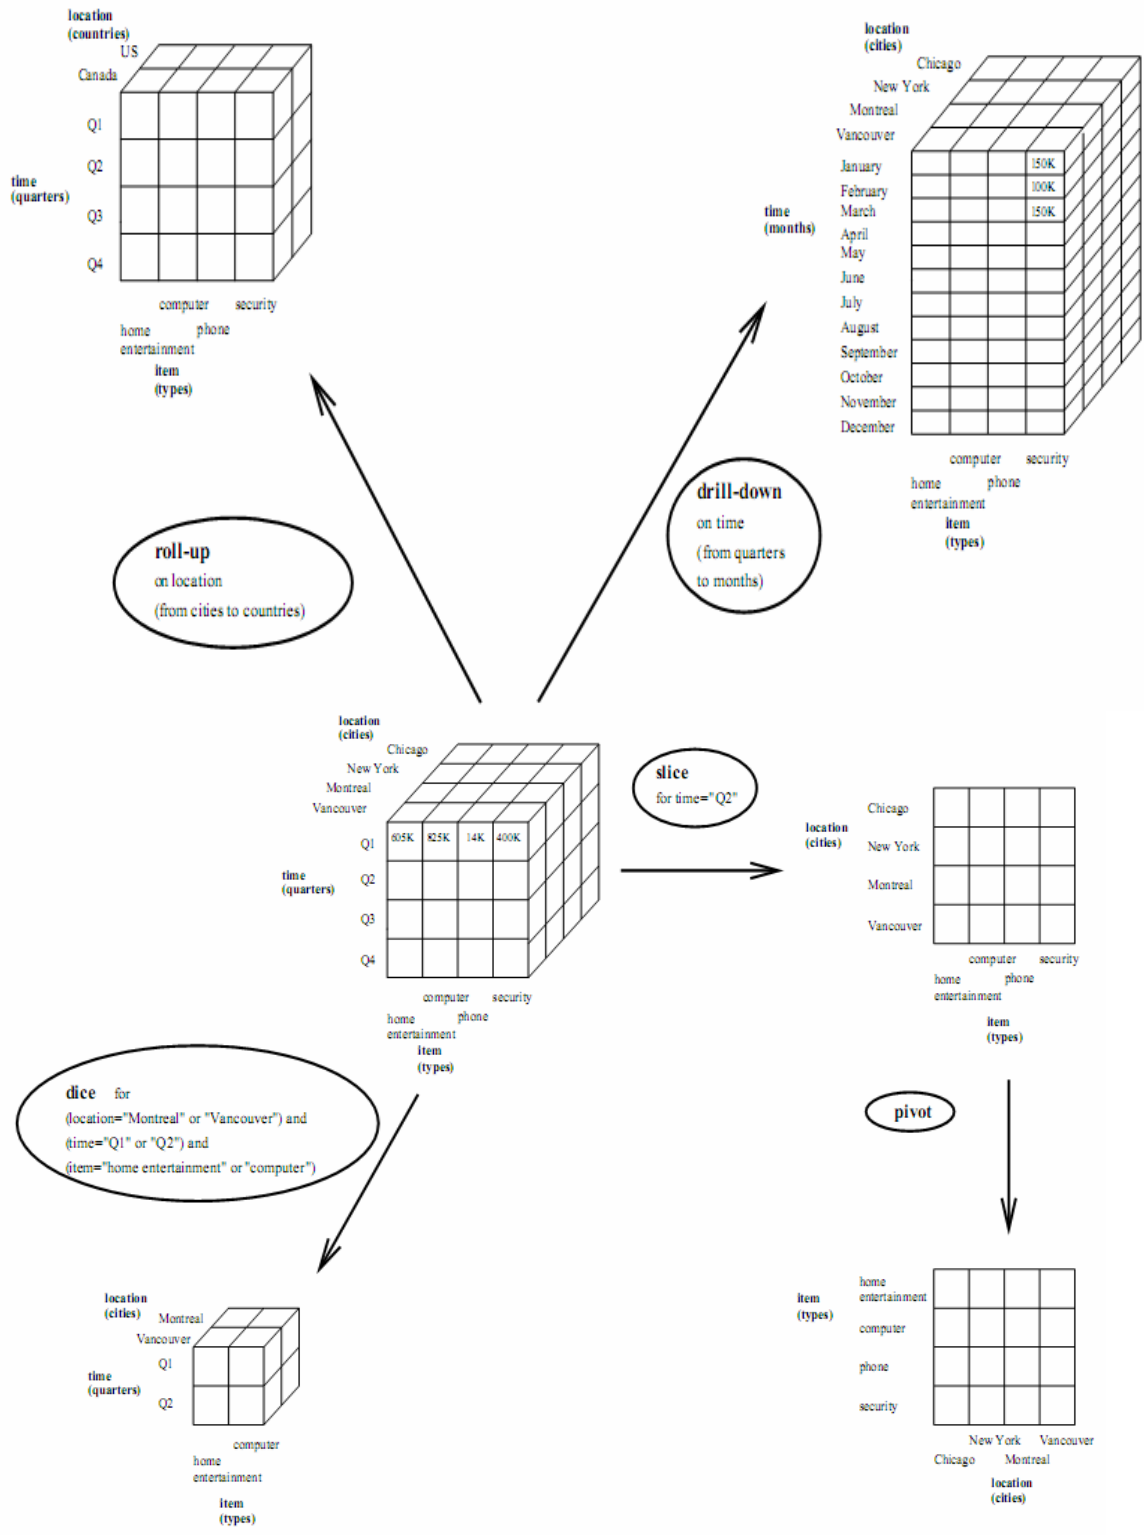 location
(countries)
US
Canada
Q1
Q2
Q3
Q4
time
(quarters)
computer security
home phone
entertainment
item
(types)
location
(cities)
Chicago
New York
Montreal
Vancouver
January 150K
February 100K
March 150K
April
May
June
July
August
September
October
November
December
time
(months)
computer security
home phone
entertainment
item
(types)
roll-up
on location
(from cities to countries)
drill-down
on time
(from quarters
to months)
location
(cities)
Chicago
New York
Montreal
Vancouver
Q1 605K 825K 14K 400K
Q2
Q3
Q4
time
(quarters)
computer security
home phone
entertainment
item
(types)
slice
for time="Q2"
location
(cities)
Chicago
New York
Montreal
Vancouver
computer security
home phone
entertainment
item
(types)
dice for
(location="Montreal" or "Vancouver") and
(time="Q1" or "Q2") and
(item="home entertainment" or "computer")
pivot
location
(cities)
Montreal
Vancouver
Q1
Q2
time
(quarters)
computer
home
entertainment
item
(types)
item
(types)
home
entertainment
computer
phone
security
New York Vancouver
Chicago Montreal
location
(cities)